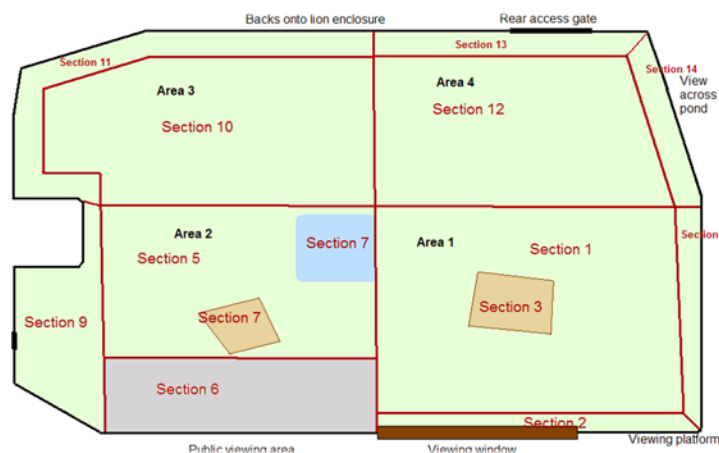 Backs onto lion enclosure
Rear access gate
Section 13
Section 11
Section 14
View
across
pond
Area 3
Area 4
Section 10
Section 12
Area 2
Section 7
Area 1
Section 5
Section 1
Section
Section 9
Section 7
Section 3
Section 6
Section 2
Public viewing area
Viewing window
Viewing platform